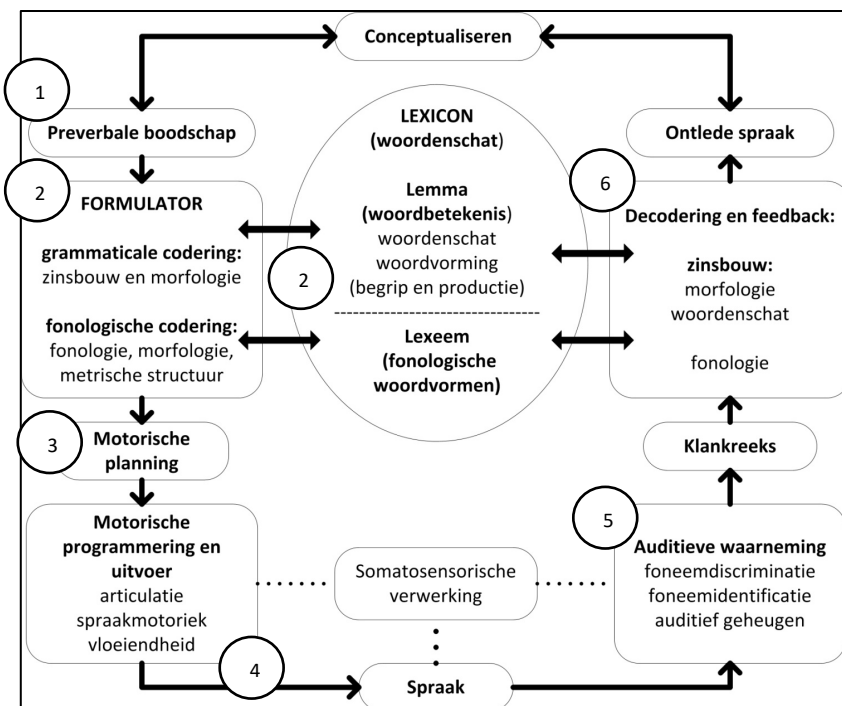 Conceptualiseren
1
Preverbale boodschap
2
FORMULATOR
grammaticale codering:
zinsbouw en morfologie
fonologische codering:
fonologie, morfologie,
metrische structuur
3
Motorische
planning
Motorische
programmering en
uitvoer
articulatie
spraakmotoriek
vloeiendheid
4
LEXICON
(woordenschat)
Lemma
(woordbetekenis)
woordenschat
woordvorming
(begrip en productie)
2
Lexeem
(fonologische
woordvormen)
Somatosensorische
verwerking
Spraak
Ontlede spraak
6
Decodering en feedback:
zinsbouw:
morfologie
woordenschat
fonologie
Klankreeks
5
Auditieve waarneming
foneemdiscriminatie
foneemidentificatie
auditief geheugen